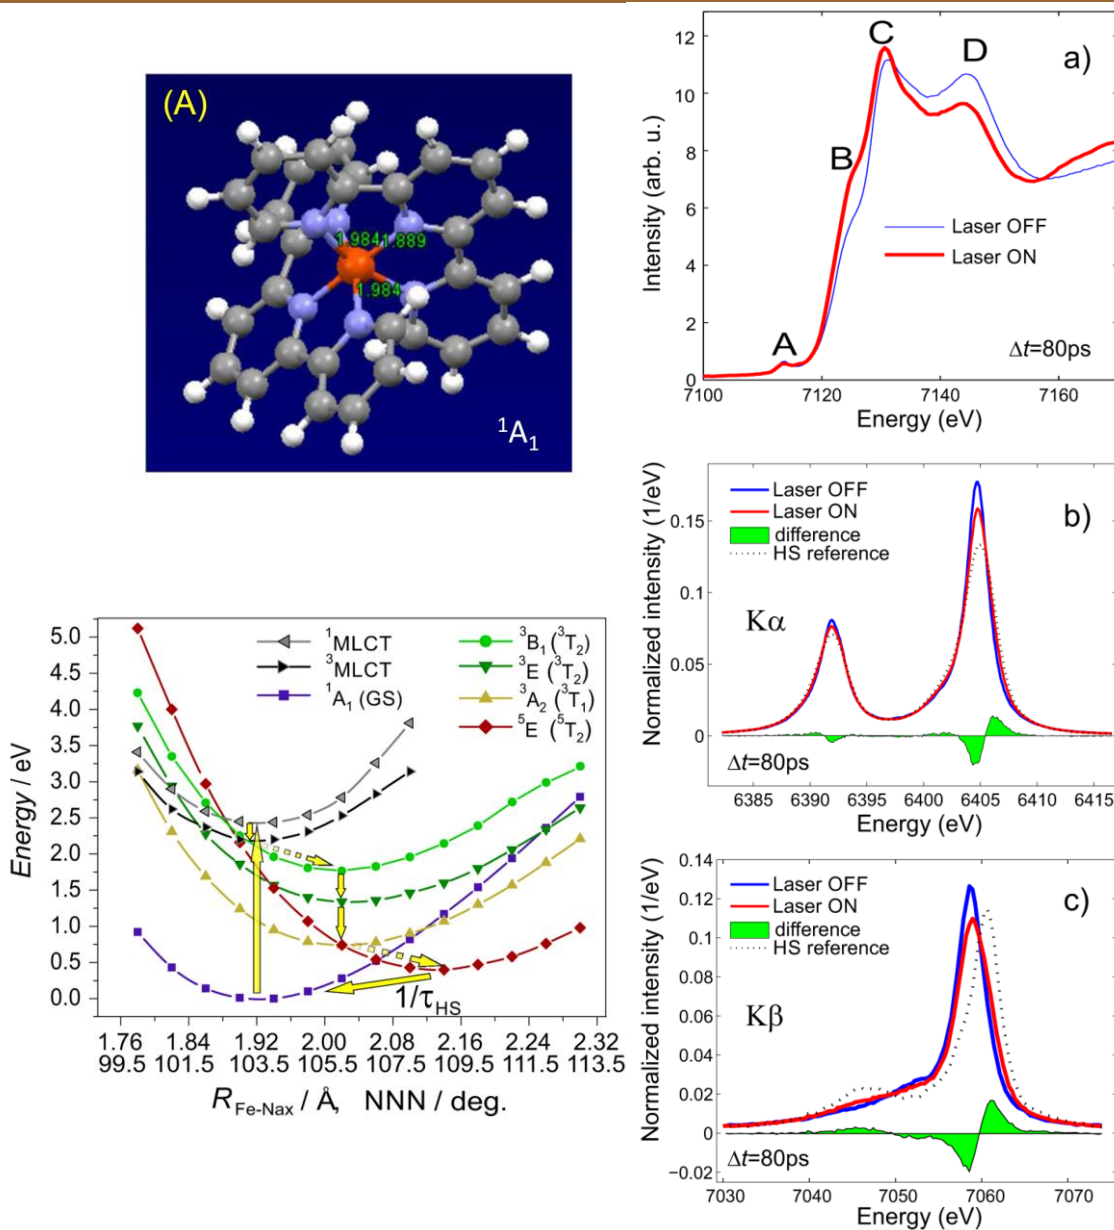 (A)
1.984
1.889
1.984
¹A₁
Energy / eV
5.0
4.5
4.0
3.5
3.0
2.5
2.0
1.5
1.0
0.5
0.0
¹MLCT
³MLCT
¹A₁ (GS)
³B₁ (³T₂)
³E (³T₂)
³A₂ (³T₁)
⁵E (⁵T₂)
1/τHS
1.76 1.84 1.92 2.00 2.08 2.16 2.24 2.32
99.5 101.5 103.5 105.5 107.5 109.5 111.5 113.5
R Fe-Nax / Å, NNN / deg.
a)
Intensity (arb. u.)
12
10
8
6
4
2
0
A
B
C
D
Laser OFF
Laser ON
Δt=80ps
7100 7120 7140 7160
Energy (eV)
b)
Normalized intensity (1/eV)
0.15
0.1
0.05
0
Laser OFF
Laser ON
difference
HS reference
Kα
Δt=80ps
6385 6390 6395 6400 6405 6410 6415
Energy (eV)
c)
Normalized intensity (1/eV)
0.14
0.12
0.1
0.08
0.06
0.04
0.02
0
−0.02
Laser OFF
Laser ON
difference
HS reference
Kβ
Δt=80ps
7030 7040 7050 7060 7070
Energy (eV)